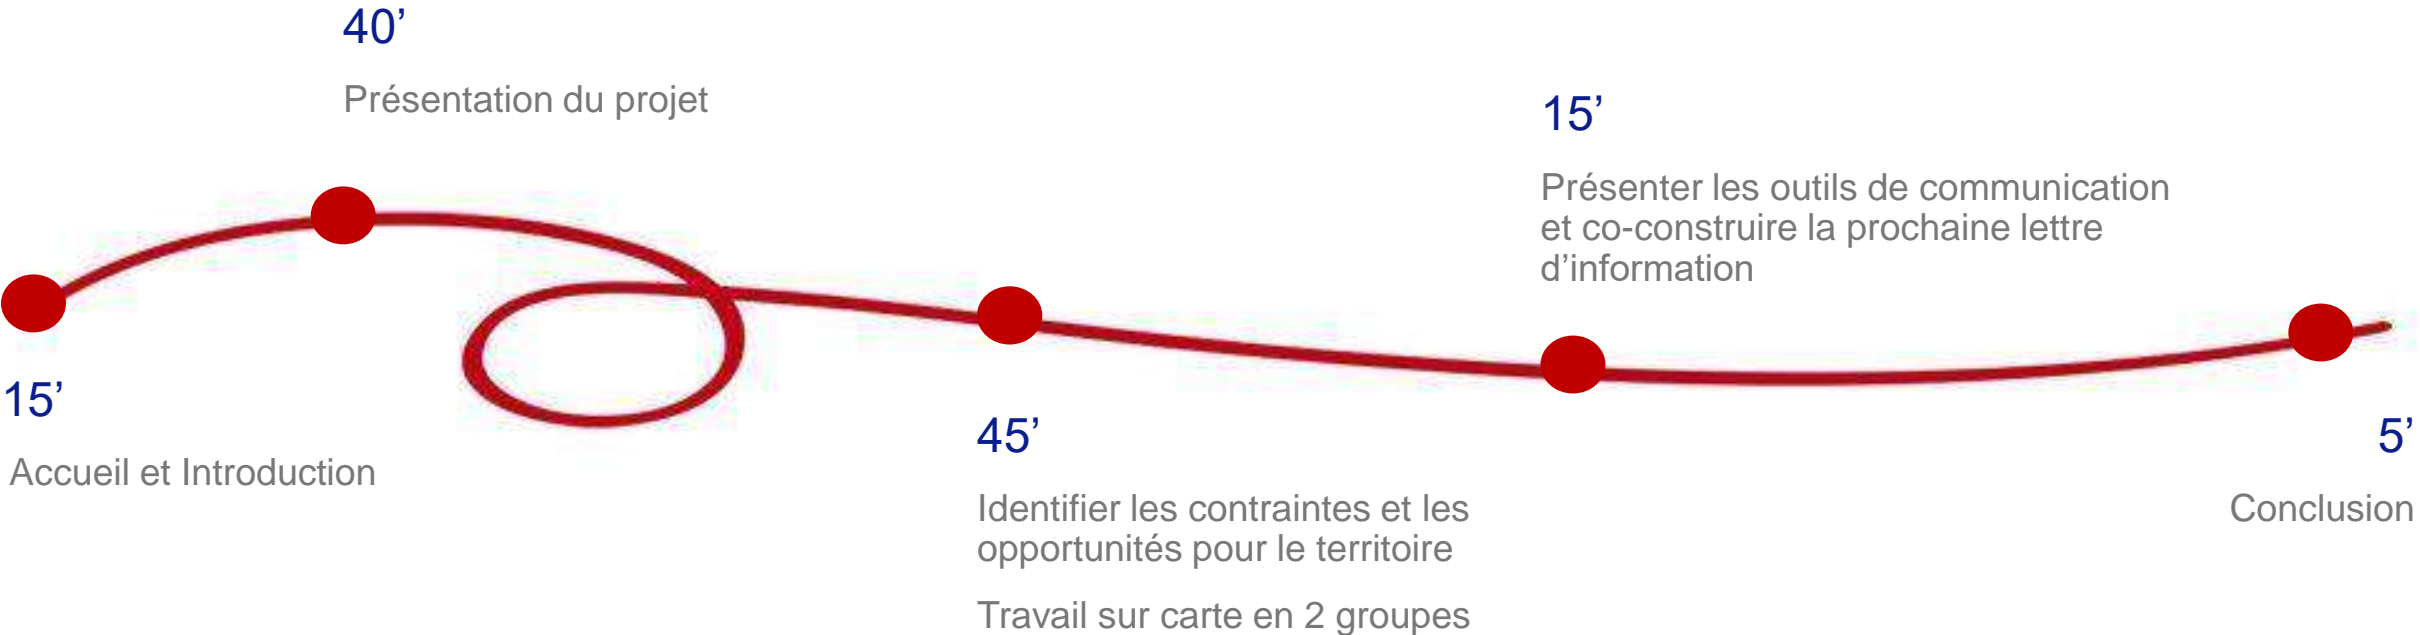 15’
Accueil et Introduction
40’
Présentation du projet
45’
Identifier les contraintes et les
opportunités pour le territoire
Travail sur carte en 2 groupes
15’
Présenter les outils de communication
et co-construire la prochaine lettre
d’information
5’
Conclusion